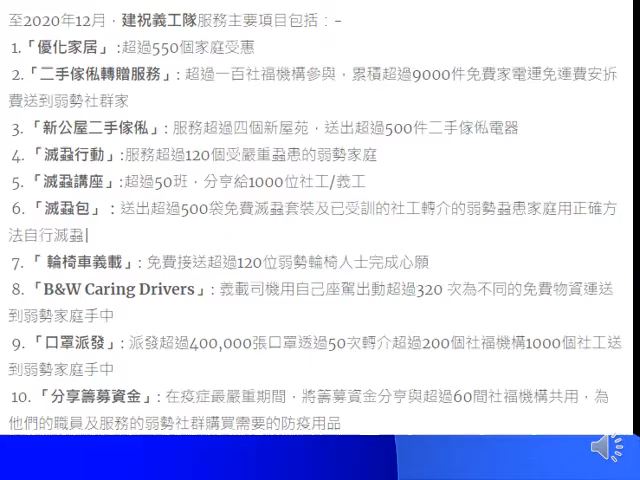 至2020年12月，建祝義工隊服務主要項目包括：-
1.「優化家居」:超過550個家庭受惠
2.「二手傢俬轉贈服務」: 超過一百社福機構參與，累積超過9000件免費家電運免運費安拆
費送到弱勢社群家
3. 「新公屋二手傢俬」: 服務超過四個新屋苑，送出超過500件二手傢俬電器
4. 「滅蝨行動」:服務超過120個受嚴重蝨患的弱勢家庭
5. 「滅蝨講座」:超過50班，分享給1000位社工/義工
6. 「滅蝨包」：送出超過500袋免費滅蝨套裝及已受訓的社工轉介的弱勢蝨患家庭用正確方
法自行滅蝨
7. 「 輪椅車義載」: 免費接送超過120位弱勢輪椅人士完成心願
8. 「B&W Caring Drivers」: 義載司機用自己座駕出動超過320 次為不同的免費物資運送
到弱勢家庭手中
9. 「口罩派發」: 派發超過400,000張口罩透過50次轉介超過200個社福機構1000個社工送
到弱勢家庭手中
10. 「分享籌募資金」: 在疫症最嚴重期間，將籌募資金分享與超過60間社福機構共用，為
他們的職員及服務的弱勢社群購買需要的防疫用品